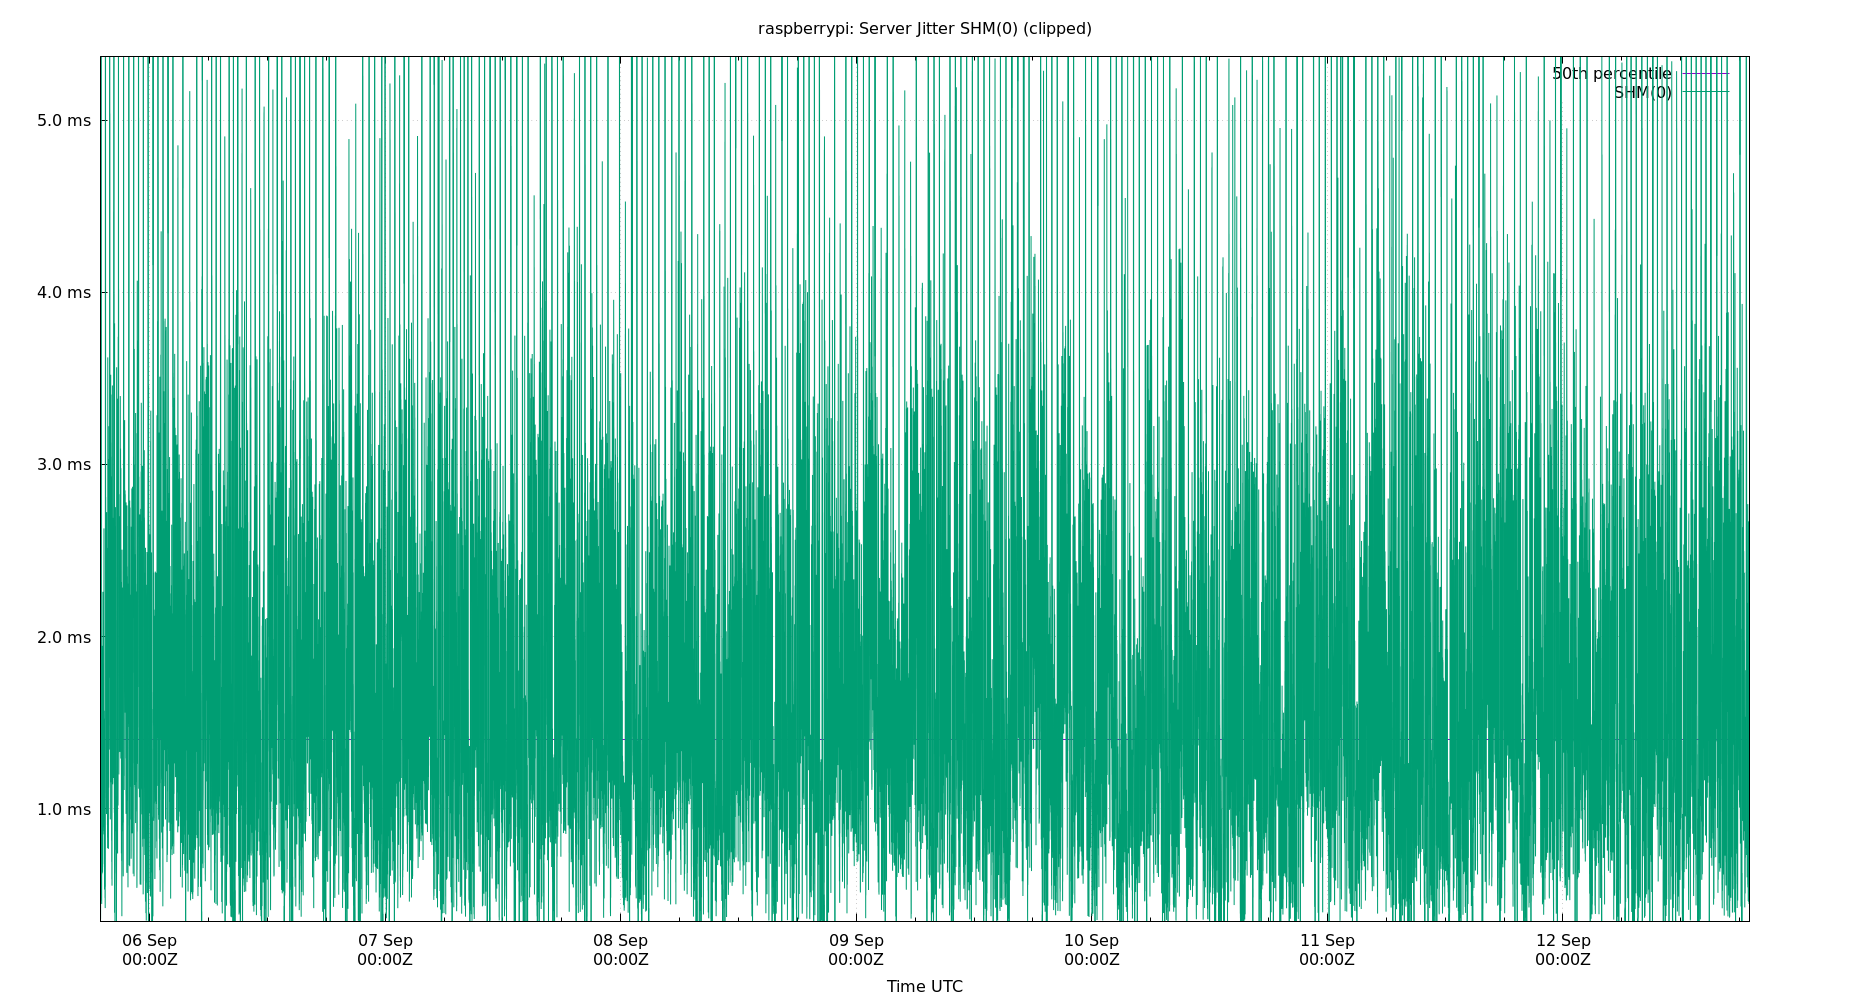 raspberrypi: Server Jitter SHM(0) (clipped)
50th percentile
SHM(0)
5.0 ms
4.0 ms
3.0 ms
2.0 ms
1.0 ms
06 Sep 07 Sep 08 Sep 09 Sep 10 Sep 11 Sep 12 Sep
00:00Z 00:00Z 00:00Z 00:00Z 00:00Z 00:00Z 00:00Z
Time UTC